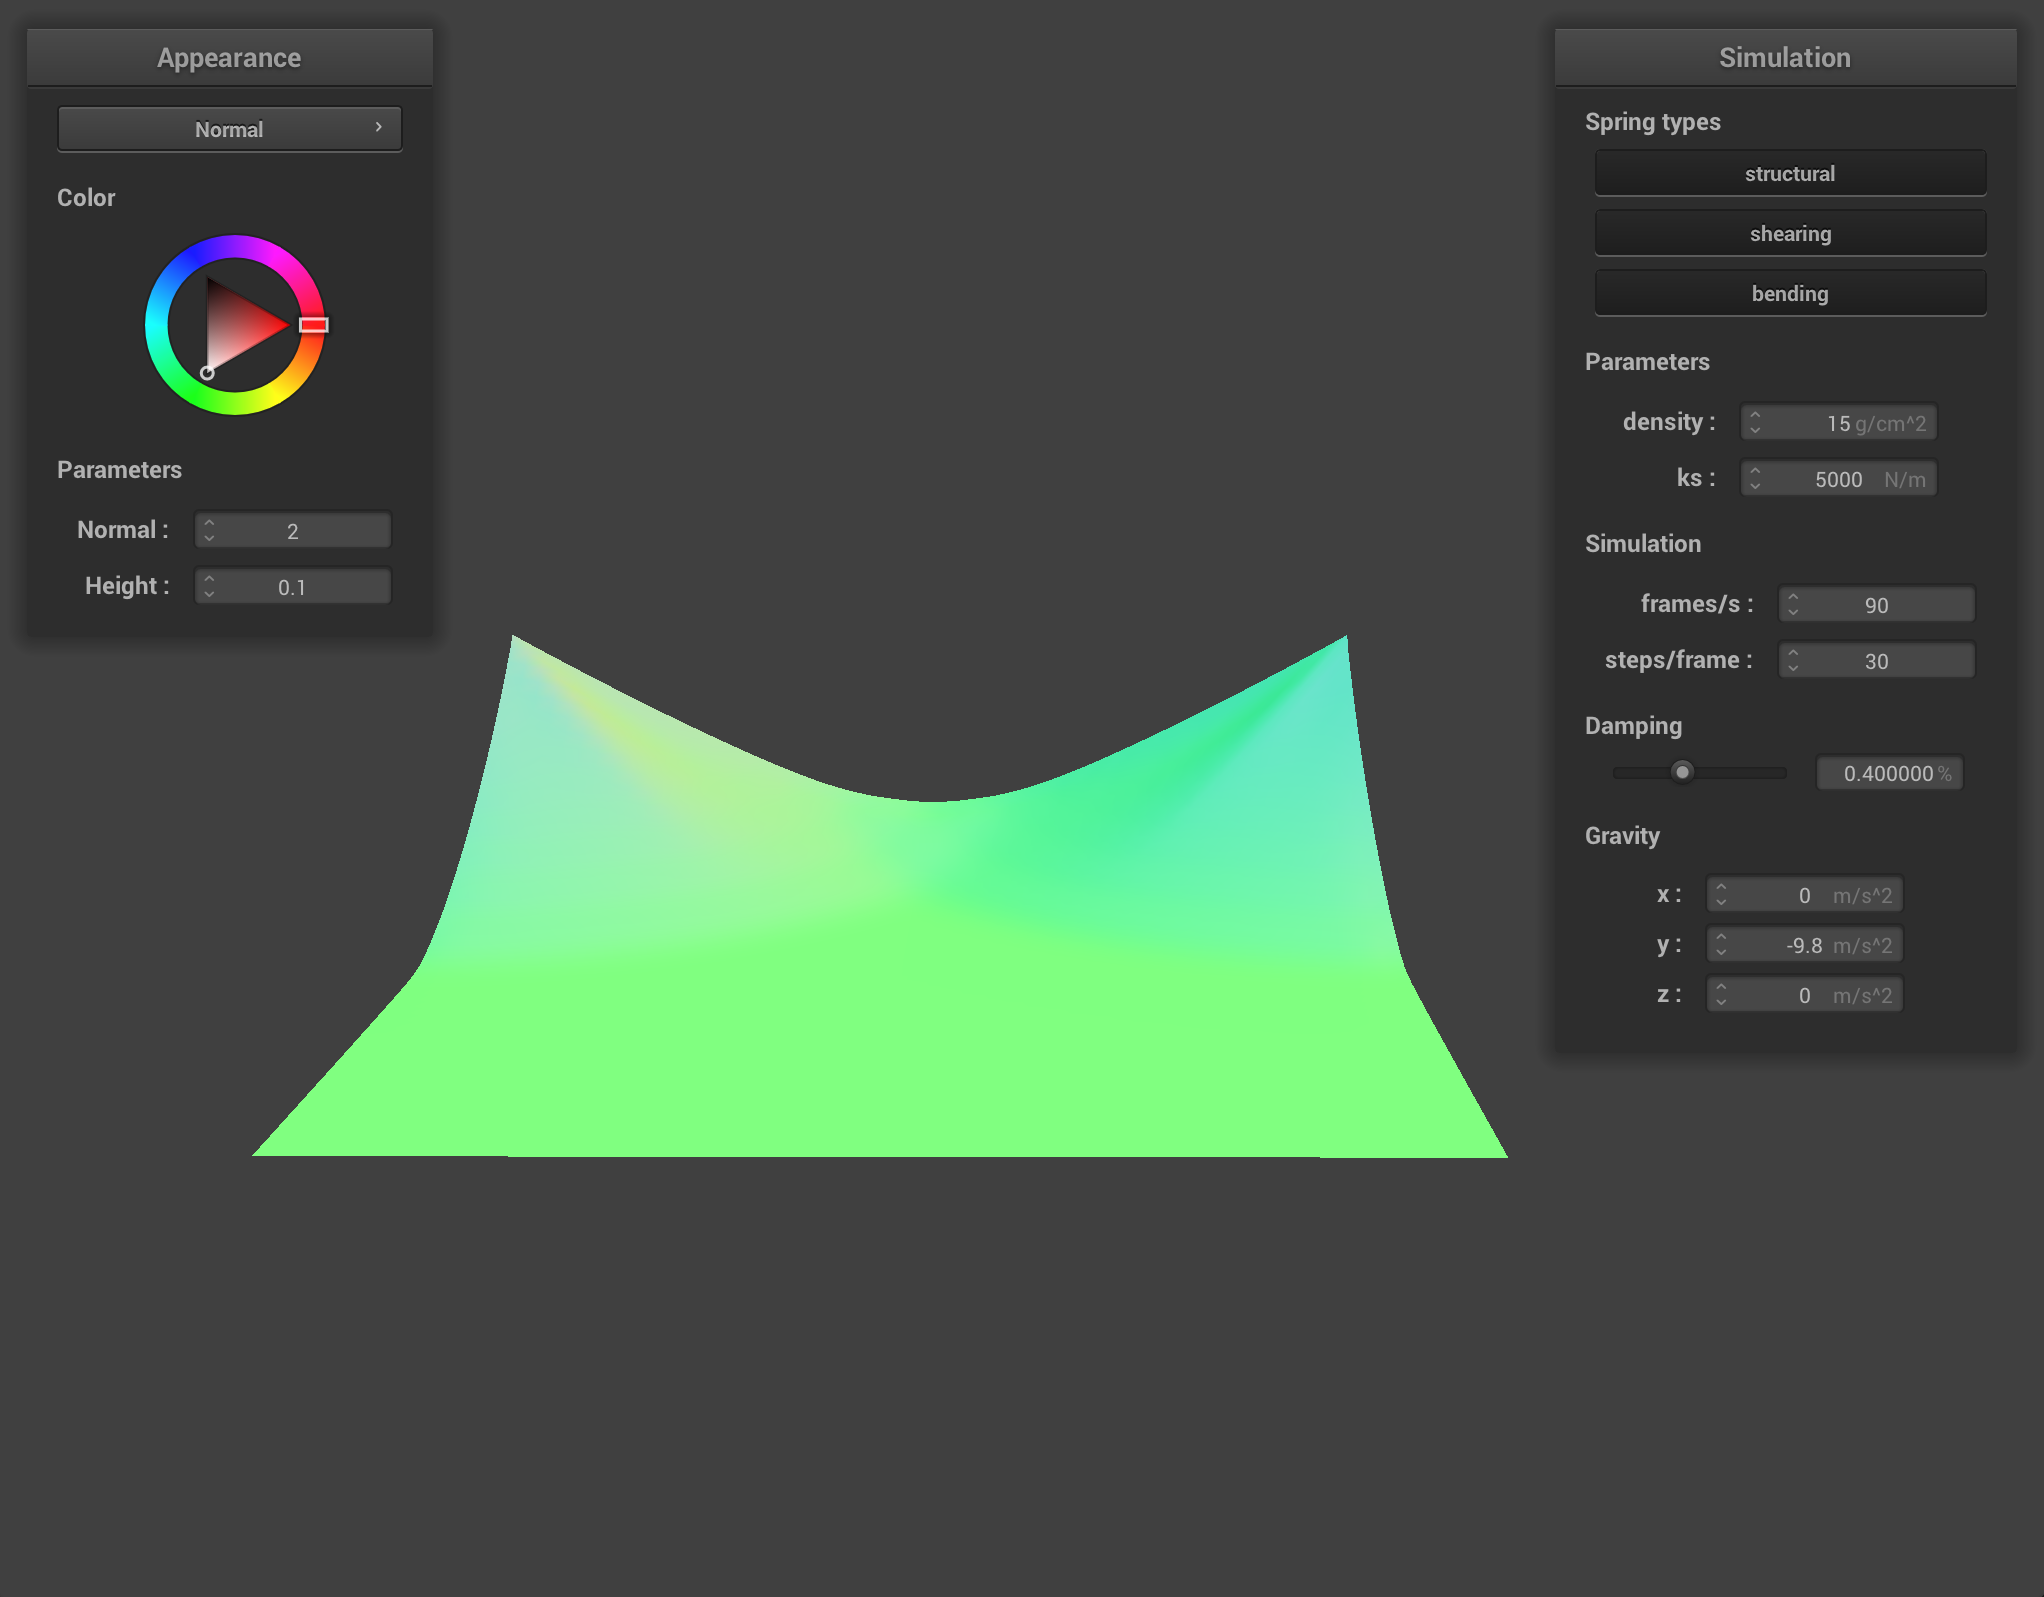 Appearance
Normal
Color
Parameters
Normal : 2
Height : 0.1
Simulation
Spring types
structural
shearing
bending
Parameters
density : 15 g/cm^2
ks : 5000 N/m
Simulation
frames/s : 90
steps/frame : 30
Damping
0.400000 %
Gravity
x : 0 m/s^2
y : -9.8 m/s^2
z : 0 m/s^2